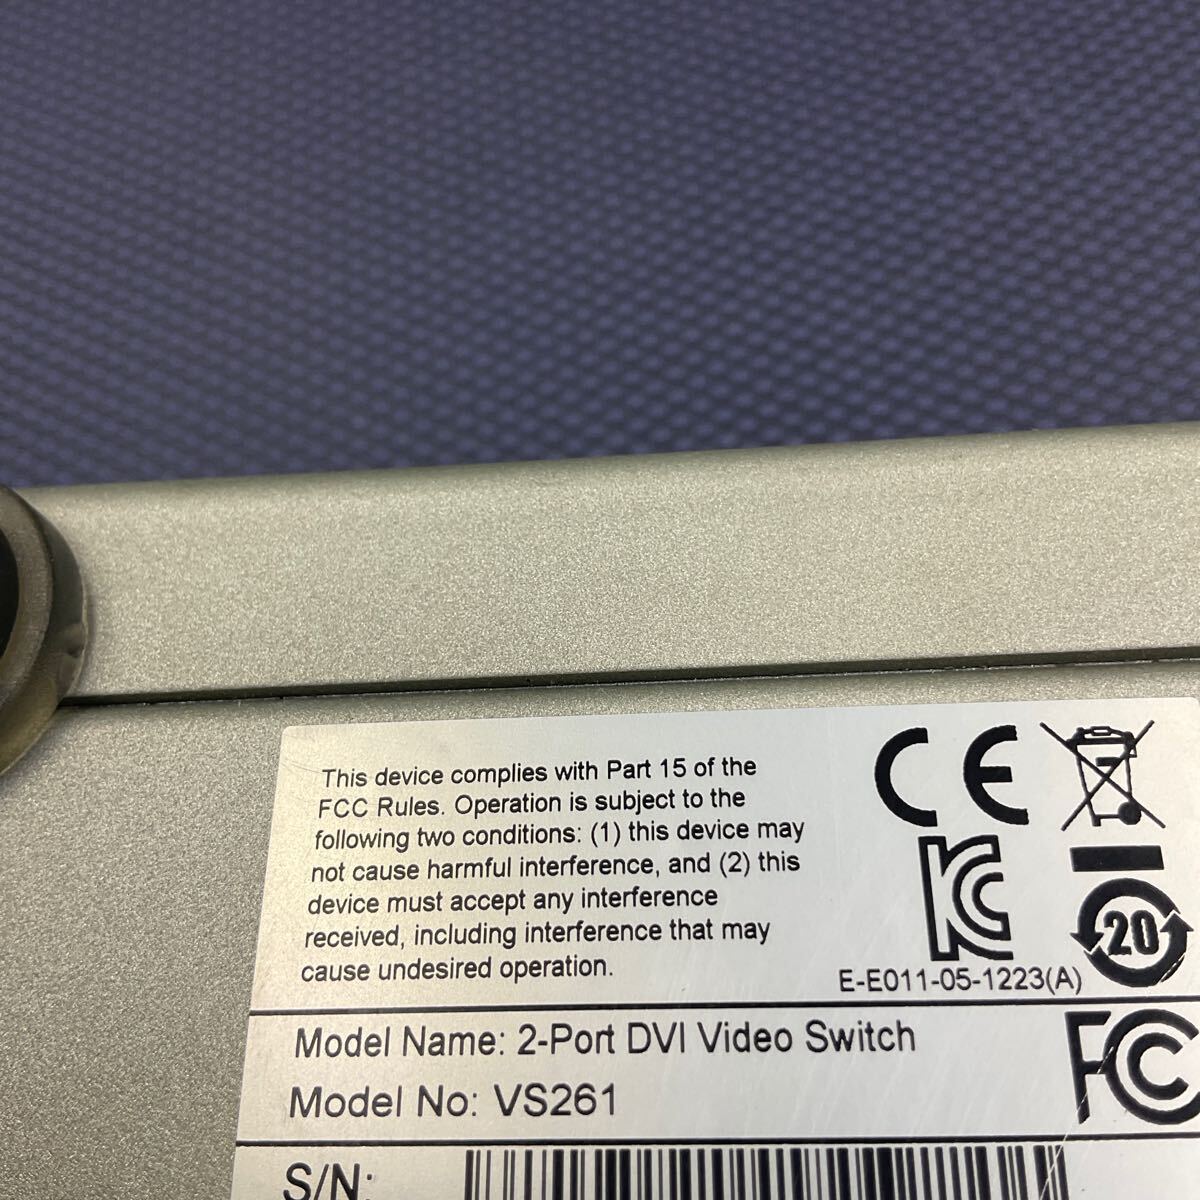 This device complies with Part 15 of the
FCC Rules. Operation is subject to the
following two conditions: (1) this device may
not cause harmful interference, and (2) this
device must accept any interference
received, including interference that may
cause undesired operation.
CE
KC
20
E-E011-05-1223(A)
Model Name: 2-Port DVI Video Switch
Model No: VS261
FC
S/N: